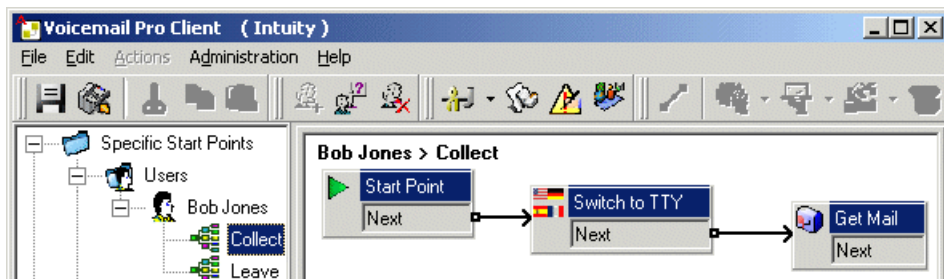 Voicemail Pro Client ( Intuity )
File Edit Actions Administration Help
Specific Start Points
Users
Bob Jones
Collect
Leave
Bob Jones > Collect
Start Point
Next
Switch to TTY
Next
Get Mail
Next